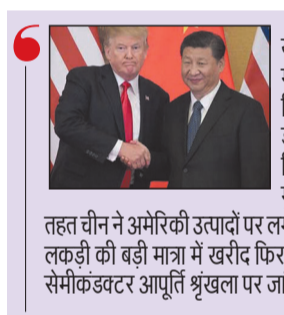 तहत चीन ने अमेरिकी उत्पादों पर
लकड़ी की बड़ी मात्रा में खरीद फिर
सेमीकंडक्टर आपूर्ति श्रृंखला पर